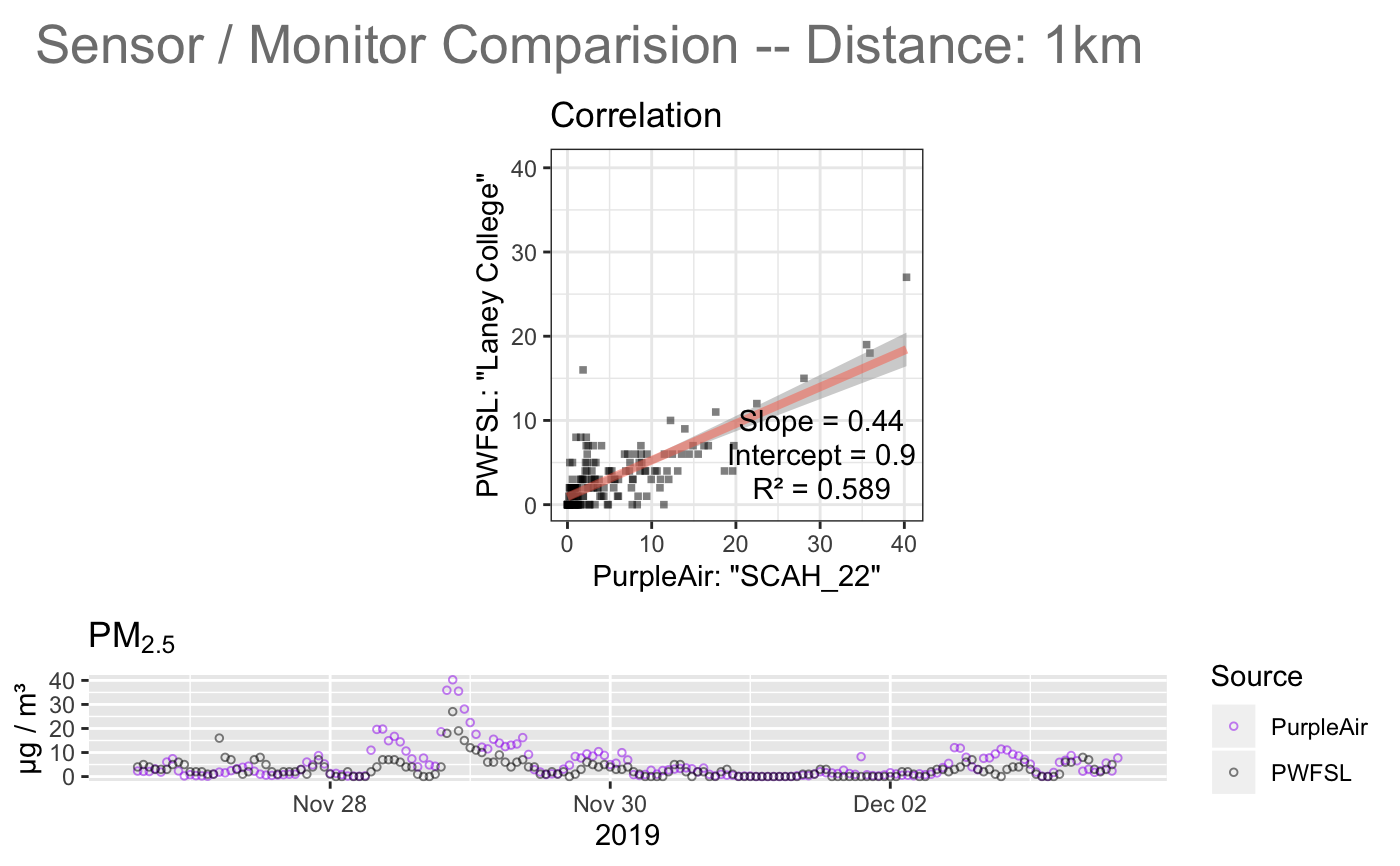 Sensor / Monitor Comparision -- Distance: 1km
Correlation
PWFSL: "Laney College"
40
30
20
10
0
Slope = 0.44
Intercept = 0.9
R² = 0.589
0 10 20 30 40
PurpleAir: "SCAH_22"
PM2.5
µg / m³
40
30
20
10
0
Nov 28 Nov 30 Dec 02
2019
Source
PurpleAir
PWFSL